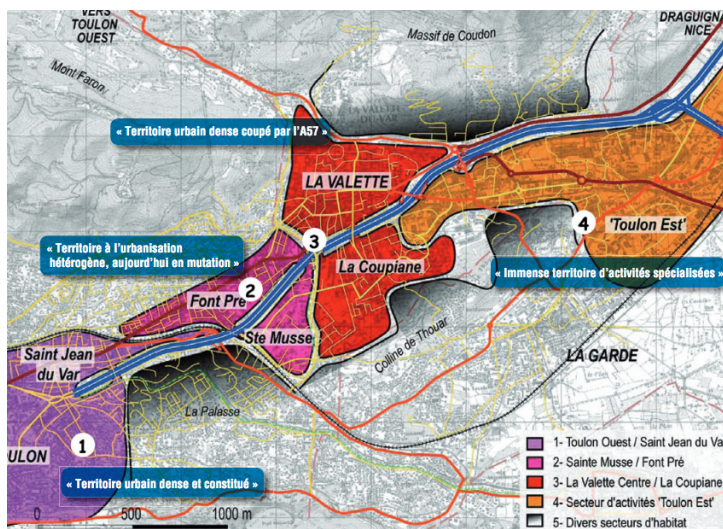 VERS
TOULON
OUEST
Massif de Coudon
DRAGUIGNA
NICE
Mont Faron
LA VALETTE
DU VAR
« Territoire urbain dense coupé par l'A57 »
LA VALETTE
3
4
'Toulon Est'
« Territoire à l'urbanisation
hétérogène, aujourd'hui en mutation »
La Coupiane
« Immense territoire d'activités spécialisées »
2
Font Pré
Ste Musse
Saint Jean
du Var
Colline de Thouar
LA GARDE
La Palasse
1
OULON
« Territoire urbain dense et constitué »
0 500 1000 m
1- Toulon Ouest / Saint Jean du Va
2- Sainte Musse / Font Prè
3- La Valette Centre / La Coupiane
4- Secteur d'activités 'Toulon Est'
5- Divers secteurs d'habitat